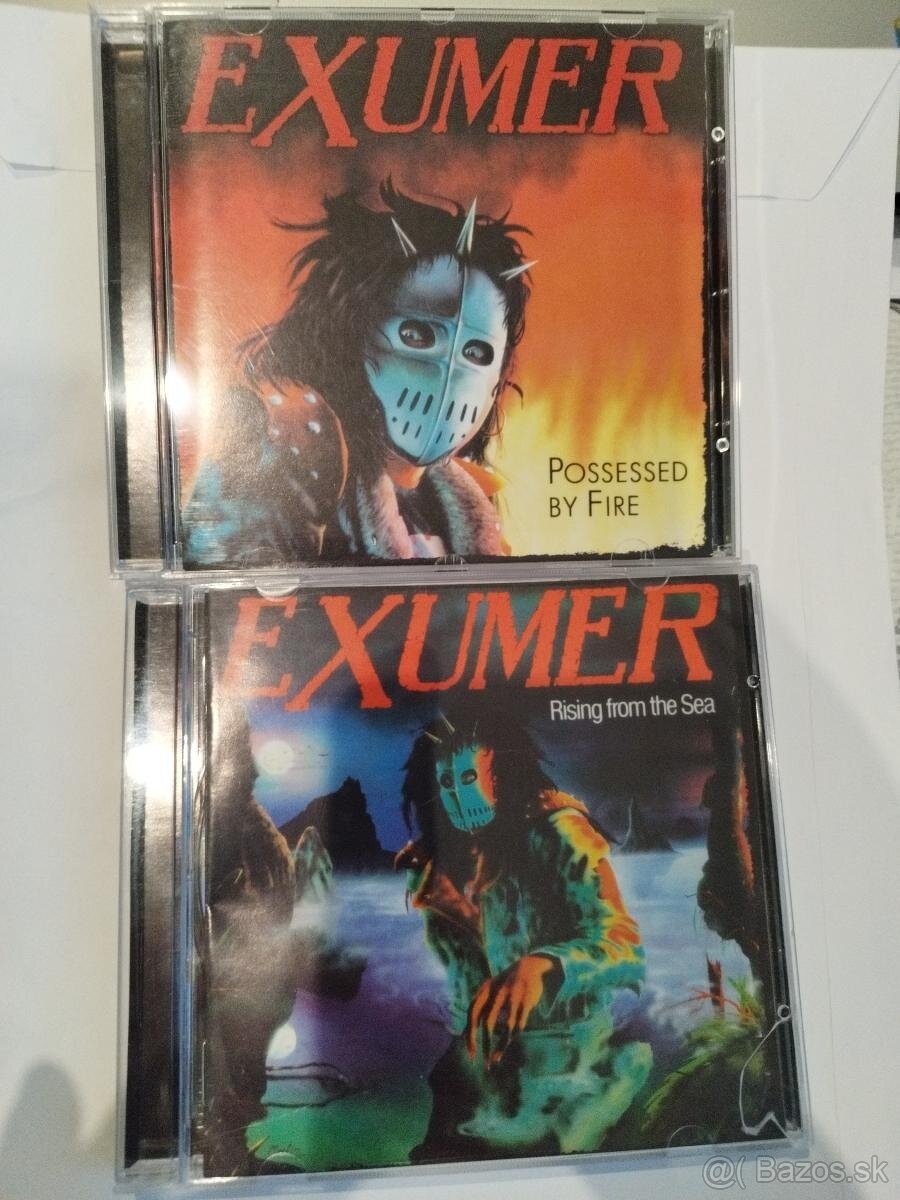 EXUMER
POSSESSED
BY FIRE
EXUMER
Rising from the Sea
@( Bazos.sk